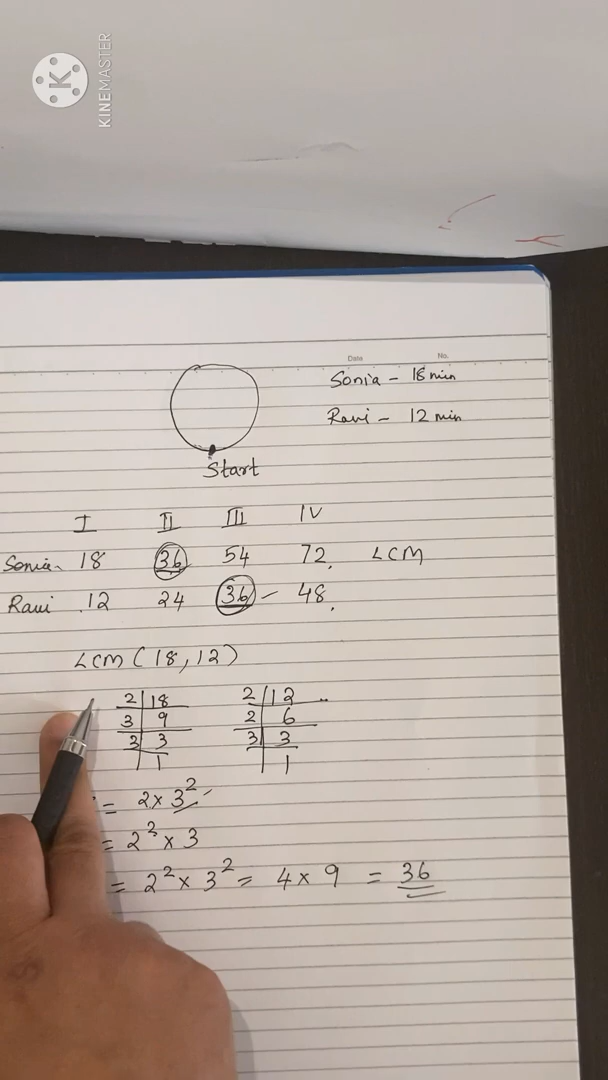 KINEMASTER
Date No.
Sonia - 18 min
Ravi - 12 min
Start
I II III IV
Sonia - 18 36 54 72, LCM
Ravi .12 24 36 - 48,
LCM (18, 12)
2 | 18 2 | 12 ..
3 | 9 2 | 6
3 | 3 3 | 3
1 1
= 2 × 3²
= 2² × 3
= 2² × 3² = 4 × 9 = 36